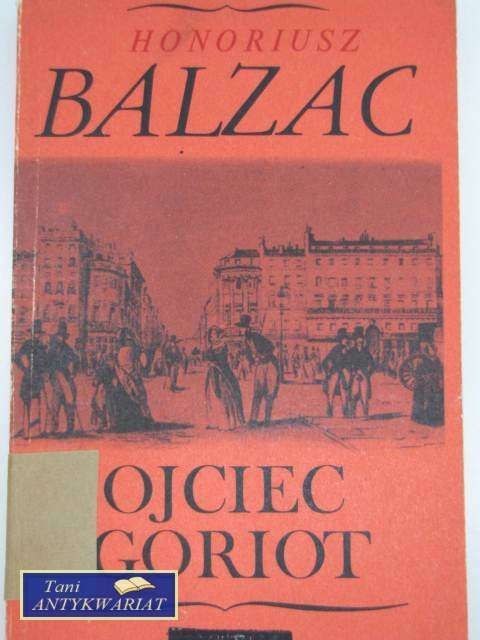 HONORIUSZ
BALZAC
OJCIEC
GORIOT
Tani
ANTYKWARIAT